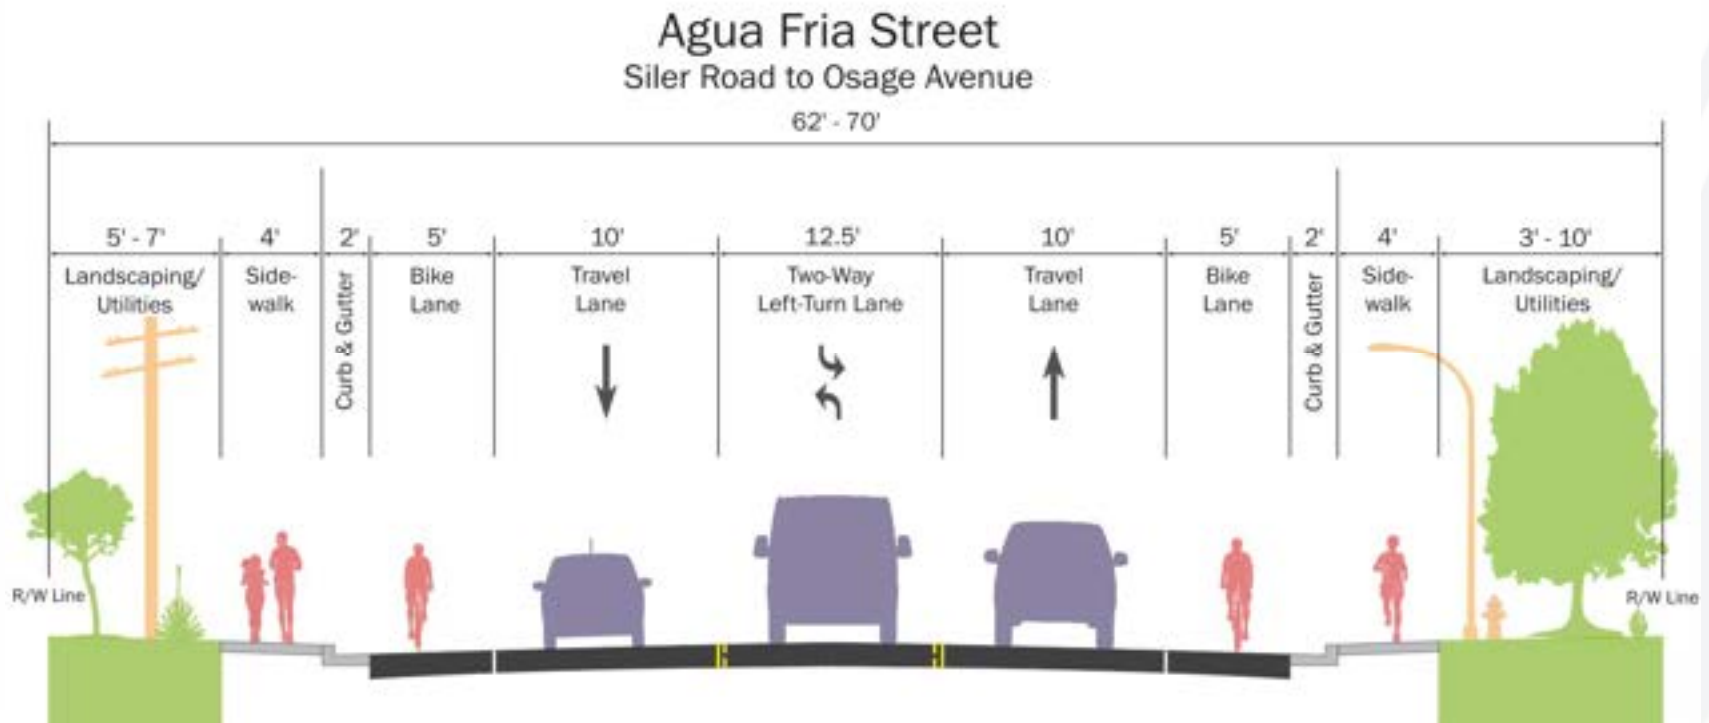 Agua Fria Street
Siler Road to Osage Avenue
62' - 70'
5' - 7'
4'
2'
5'
10'
12.5'
10'
5'
2'
4'
3' - 10'
Landscaping/
Utilities
Side-
walk
Curb & Gutter
Bike
Lane
Travel
Lane
Two-Way
Left-Turn Lane
Travel
Lane
Bike
Lane
Curb & Gutter
Side-
walk
Landscaping/
Utilities
R/W Line
R/W Line